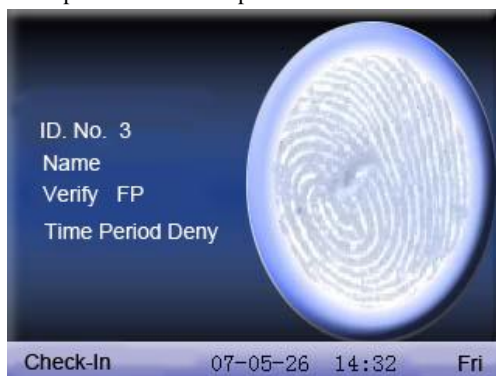 ID. No. 3
Name
Verify FP
Time Period Deny
Check-In 07-05-26 14:32 Fri